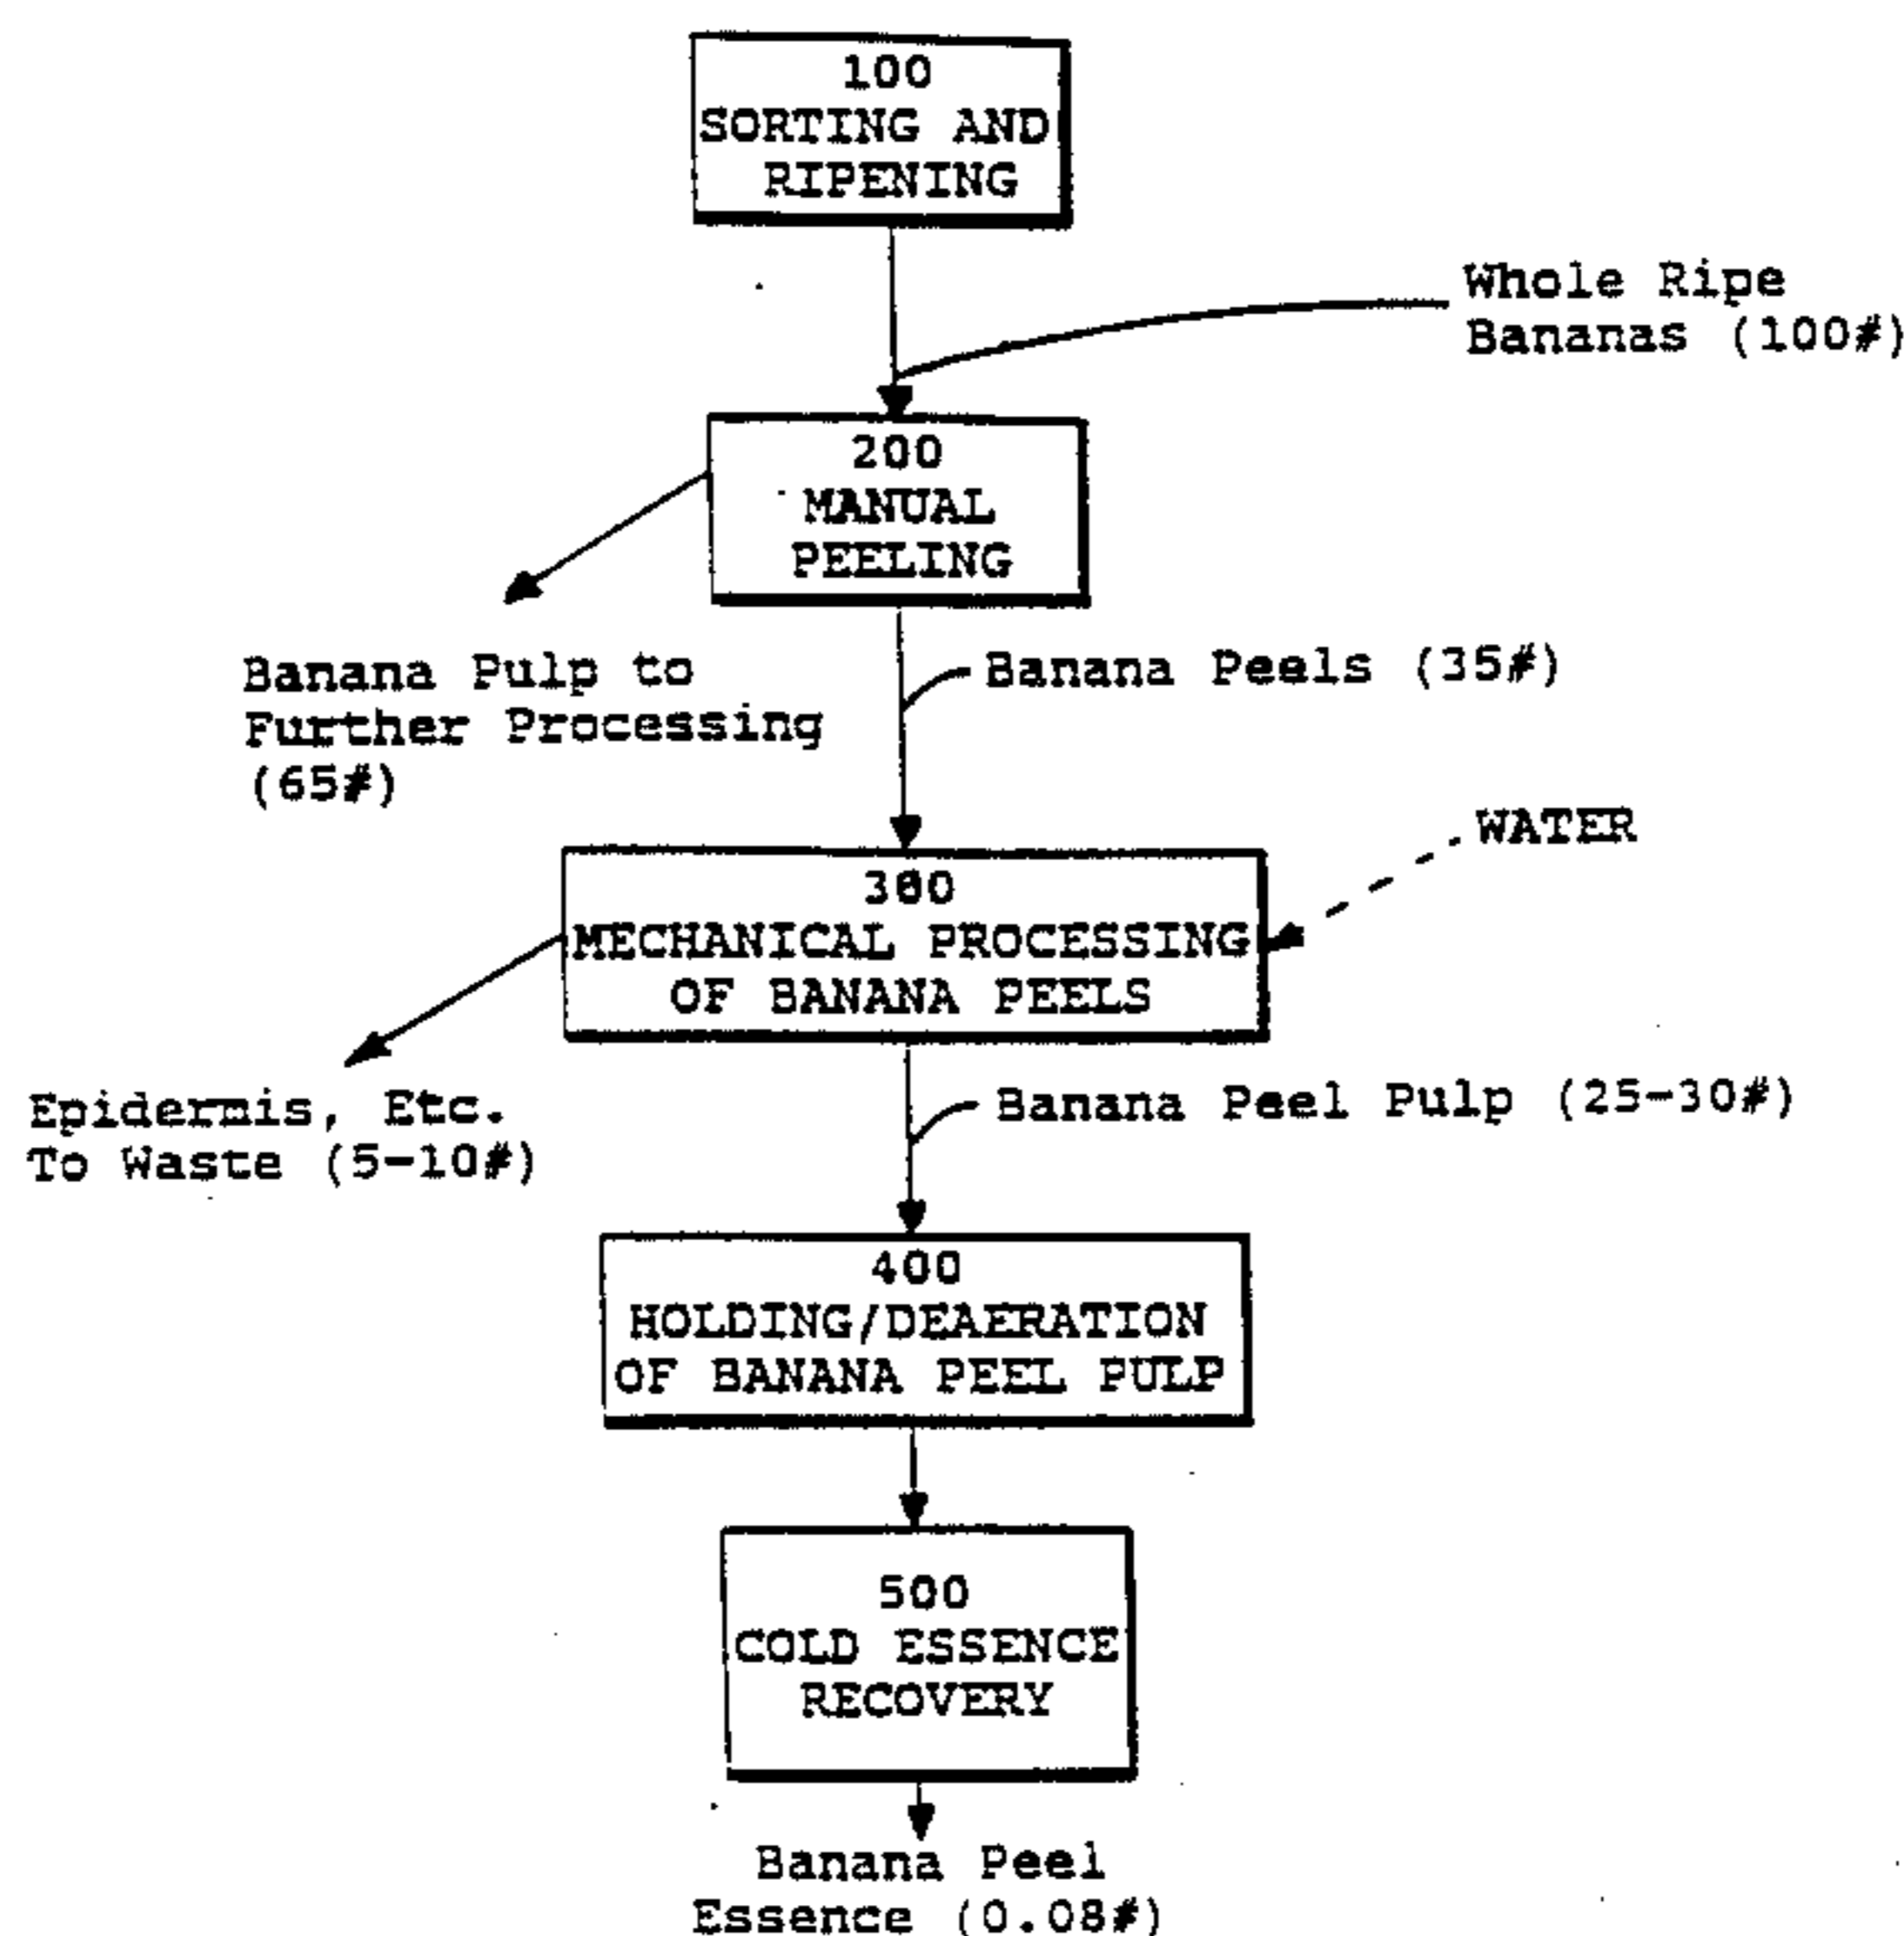 100
SORTING AND
RIPENING
Whole Ripe
Bananas (100#)
200
MANUAL
PEELING
Banana Peels (35#)
Banana Pulp to
Further Processing
(65#)
WATER
300
MECHANICAL PROCESSING
OF BANANA PEELS
Banana Peel Pulp (25-30#)
Epidermis, Etc.
To Waste (5-10#)
400
HOLDING/DEAERATION
OF BANANA PEEL PULP
500
COLD ESSENCE
RECOVERY
Banana Peel
Essence (0.08#)